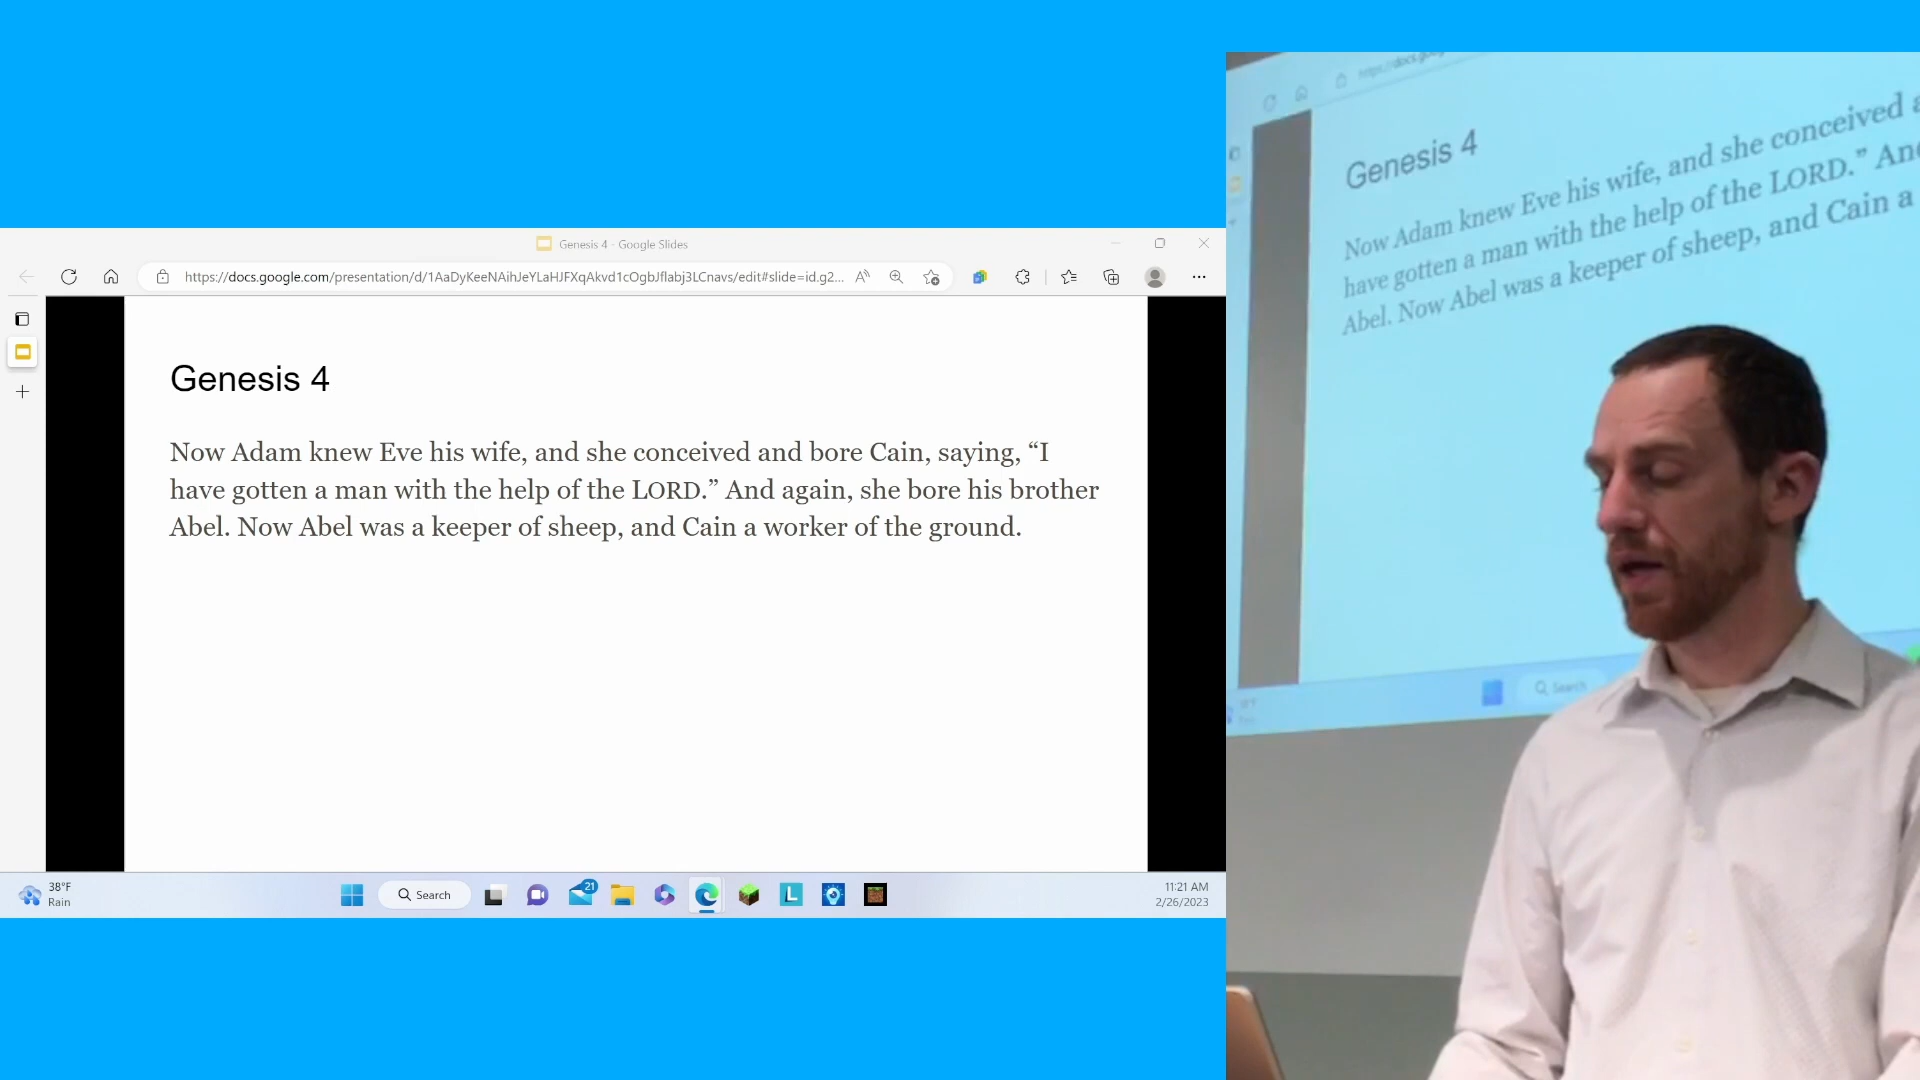 Genesis 4 - Google Slides
https://docs.google.com/presentation/d/1AaDyKeeNAihJeYLaHJFXqAkvd1cOgbJflabj3LCnavs/edit#slide=id.g2...
Genesis 4
Now Adam knew Eve his wife, and she conceived and bore Cain, saying, “I
have gotten a man with the help of the LORD.” And again, she bore his brother
Abel. Now Abel was a keeper of sheep, and Cain a worker of the ground.
38°F
Rain
Search
21
L
11:21 AM
2/26/2023
Genesis 4
Now Adam knew Eve his wife, and she conceived
have gotten a man with the help of the LORD.” And
Abel. Now Abel was a keeper of sheep, and Cain a
Search